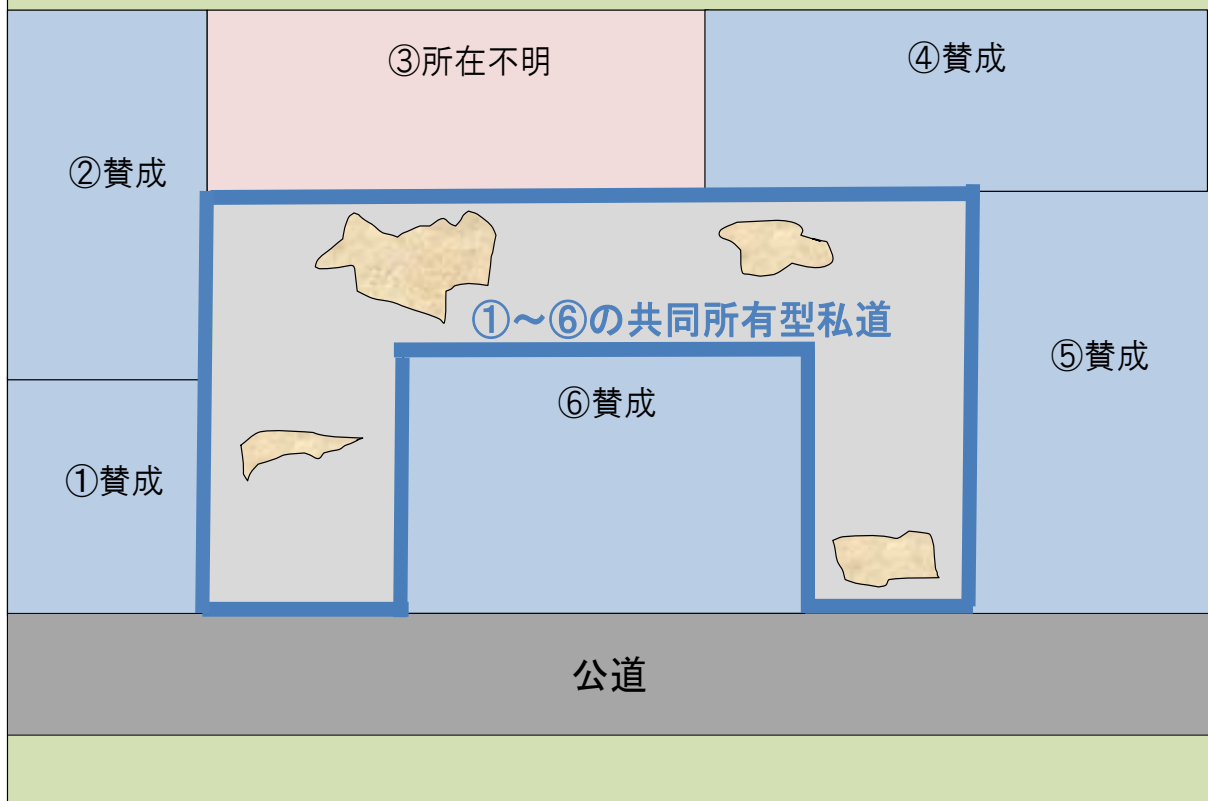 ③所在不明
④賛成
②賛成
①～⑥の共同所有型私道
⑤賛成
⑥賛成
①賛成
公道